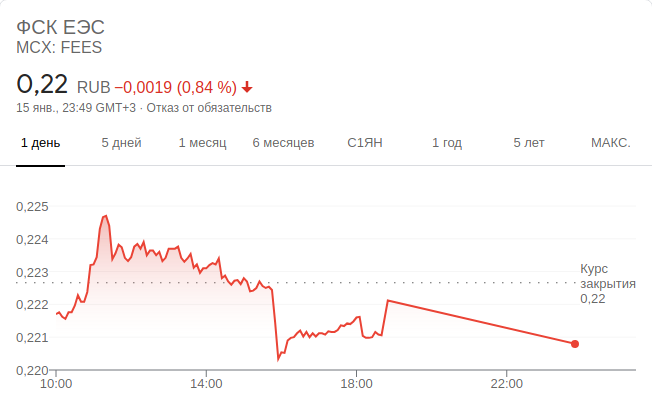 ФСК ЕЭС
MCX: FEES
0,22 RUB −0,0019 (0,84 %) ↓
15 янв., 23:49 GMT+3 · Отказ от обязательств
1 день 5 дней 1 месяц 6 месяцев С1ЯН 1 год 5 лет МАКС.
0,225
0,224
0,223
0,222
0,221
0,220
Курс
закрытия
0,22
10:00 14:00 18:00 22:00